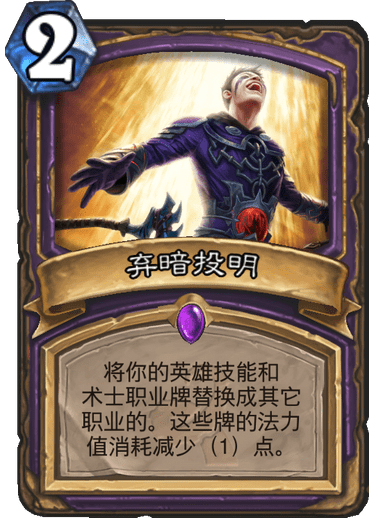 2
弃暗投明
将你的英雄技能和
术士职业牌替换成其它
职业的。这些牌的法力
值消耗减少（1）点。